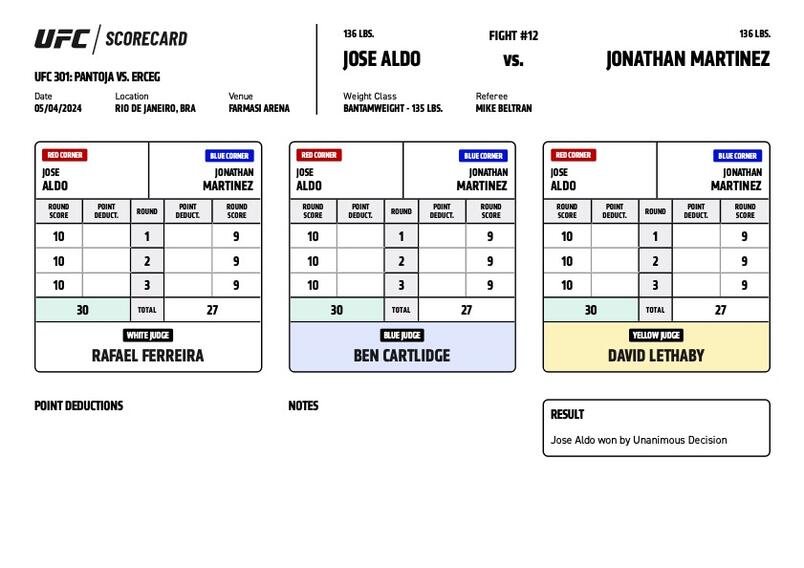 UFC / SCORECARD
UFC 301: PANTOJA VS. ERCEG
Date Location Venue
05/04/2024 RIO DE JANEIRO, BRA FARMASI ARENA
136 LBS. FIGHT #12 136 LBS.
JOSE ALDO VS. JONATHAN MARTINEZ
Weight Class Referee
BANTAMWEIGHT - 135 LBS. MIKE BELTRAN
RED CORNER BLUE CORNER
JOSE JONATHAN
ALDO MARTINEZ
ROUND SCORE POINT DEDUCT. ROUND POINT DEDUCT. ROUND SCORE
10 1 9
10 2 9
10 3 9
30 TOTAL 27
WHITE JUDGE
RAFAEL FERREIRA
RED CORNER BLUE CORNER
JOSE JONATHAN
ALDO MARTINEZ
ROUND SCORE POINT DEDUCT. ROUND POINT DEDUCT. ROUND SCORE
10 1 9
10 2 9
10 3 9
30 TOTAL 27
BLUE JUDGE
BEN CARTLIDGE
RED CORNER BLUE CORNER
JOSE JONATHAN
ALDO MARTINEZ
ROUND SCORE POINT DEDUCT. ROUND POINT DEDUCT. ROUND SCORE
10 1 9
10 2 9
10 3 9
30 TOTAL 27
YELLOW JUDGE
DAVID LETHABY
POINT DEDUCTIONS
NOTES
RESULT
Jose Aldo won by Unanimous Decision